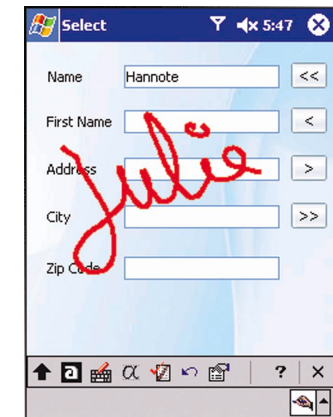 Select 5:47
Name Hannote <<
First Name <
Address >
City >>
Zip Code
Julie
a α ? ×